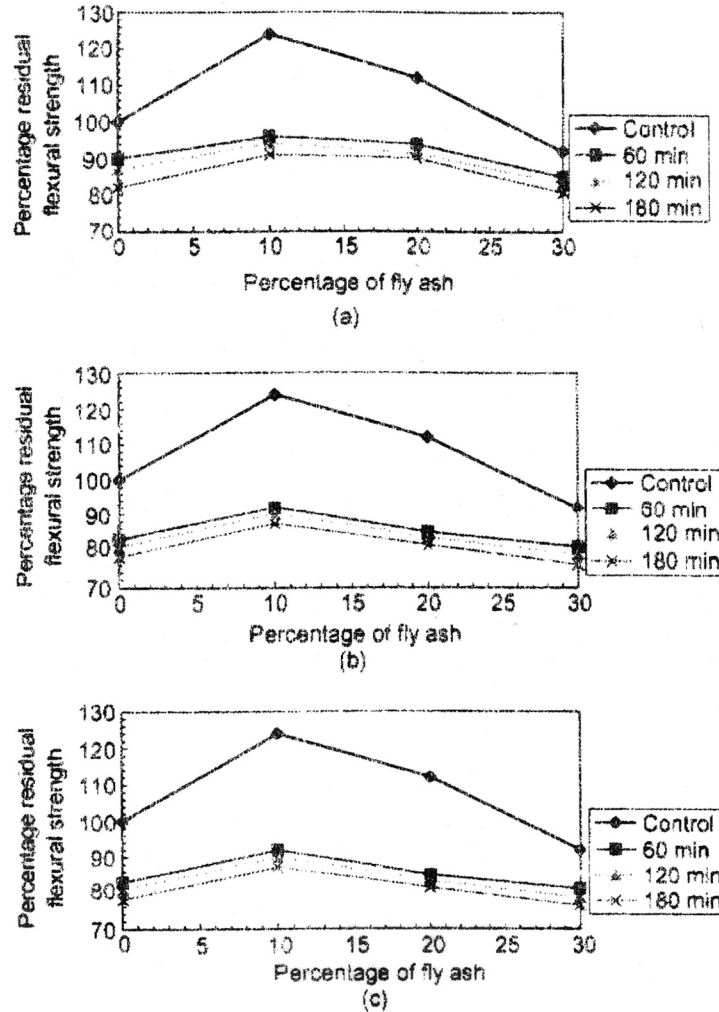 Percentage residual
flexural strength
130
120
110
100
90
80
70
0 5 10 15 20 25 30
Percentage of fly ash
(a)
Control
60 min
120 min
180 min
Percentage residual
flexural strength
130
120
110
100
90
80
70
0 5 10 15 20 25 30
Percentage of fly ash
(b)
Control
60 min
120 min
180 min
Percentage residual
flexural strength
130
120
110
100
90
80
70
0 5 10 15 20 25 30
Percentage of fly ash
(c)
Control
60 min
120 min
180 min